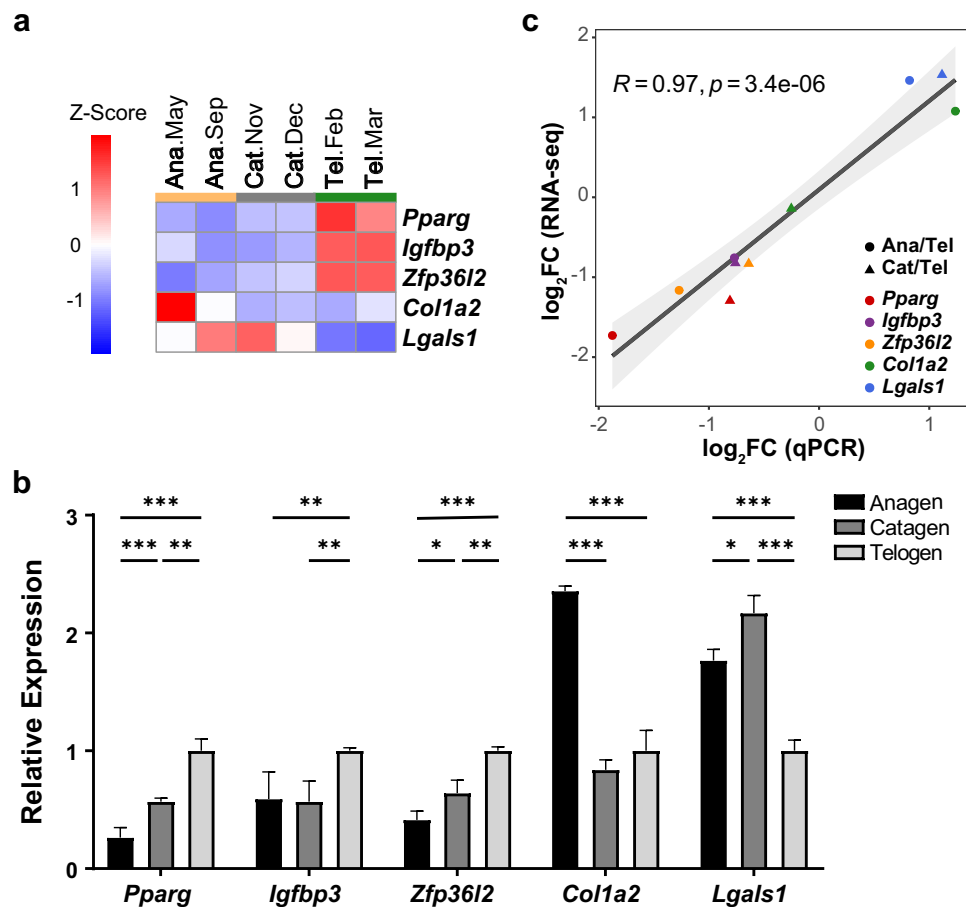 a
Z-Score
1
0
-1
Ana.May
Ana.Sep
Cat.Nov
Cat.Dec
Tel.Feb
Tel.Mar
Pparg
Igfbp3
Zfp36l2
Col1a2
Lgals1
c
log₂FC (RNA-seq)
2
1
0
-1
-2
R = 0.97, p = 3.4e-06
Ana/Tel
Cat/Tel
Pparg
Igfbp3
Zfp36l2
Col1a2
Lgals1
-2 -1 0 1
log₂FC (qPCR)
b
Relative Expression
3
2
1
0
*** ** *** *** ***
*** ** ** * ** *** * ***
Anagen
Catagen
Telogen
Pparg Igfbp3 Zfp36l2 Col1a2 Lgals1